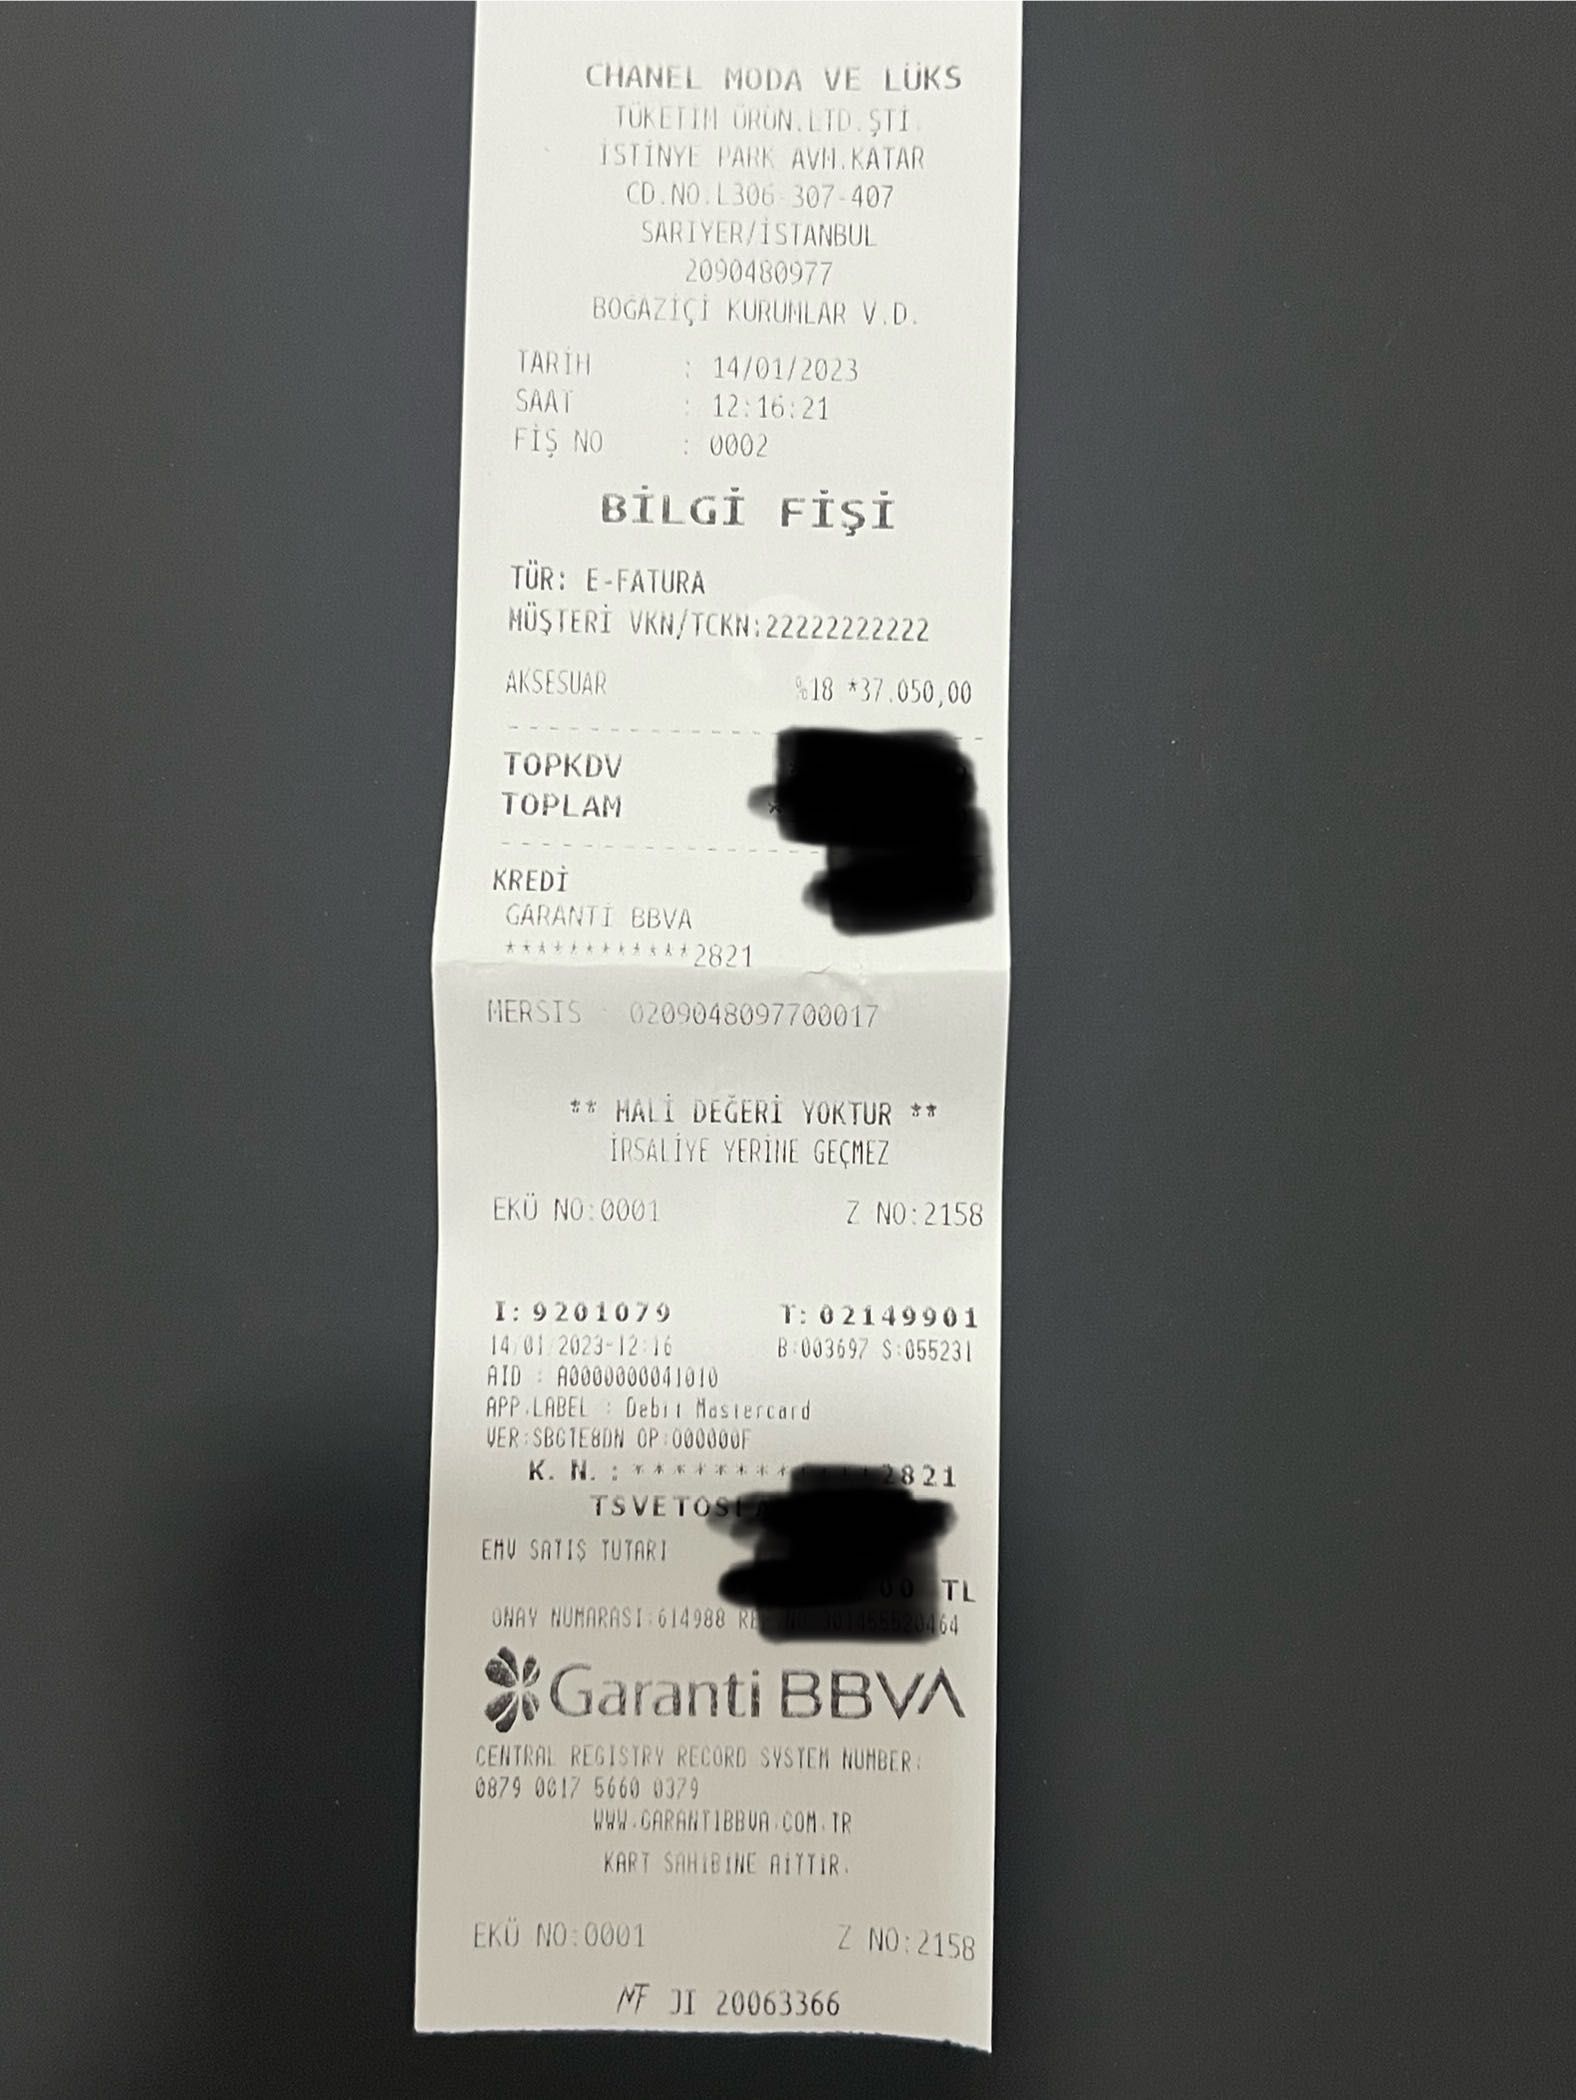 CHANEL MODA VE LÜKS
TÜKETİM ÜRÜN.LTD.ŞTİ.
İSTİNYE PARK AVM.KATAR
CD.NO.L306-307-407
SARIYER/İSTANBUL
2090480977
BOĞAZİÇİ KURUMLAR V.D.
TARİH : 14/01/2023
SAAT : 12:16:21
FİŞ NO : 0002
BİLGİ FİŞİ
TÜR: E-FATURA
MÜŞTERİ VKN/TCKN:22222222222
AKSESUAR %18 *37.050,00
TOPKDV
TOPLAM
KREDİ
GARANTİ BBVA
************2821
MERSIS : 0209048097700017
** MALİ DEĞERİ YOKTUR **
İRSALİYE YERİNE GEÇMEZ
EKÜ NO:0001 Z NO:2158
I: 9201079 T: 02149901
14/01/2023-12:16 B:003697 S:055231
AID : A0000000041010
APP.LABEL : Debit Mastercard
VER:SBGTE8DN OP:000000F
K. N. : ************2821
EMV SATIŞ TUTARI
00 TL
ONAY NUMARASI:614988
Garanti BBVA
CENTRAL REGISTRY RECORD SYSTEM NUMBER:
0879 0017 5660 0379
WWW.GARANTIBBVA.COM.TR
KART SAHİBİNE AİTTİR.
EKÜ NO:0001 Z NO:2158
MF JI 20063366